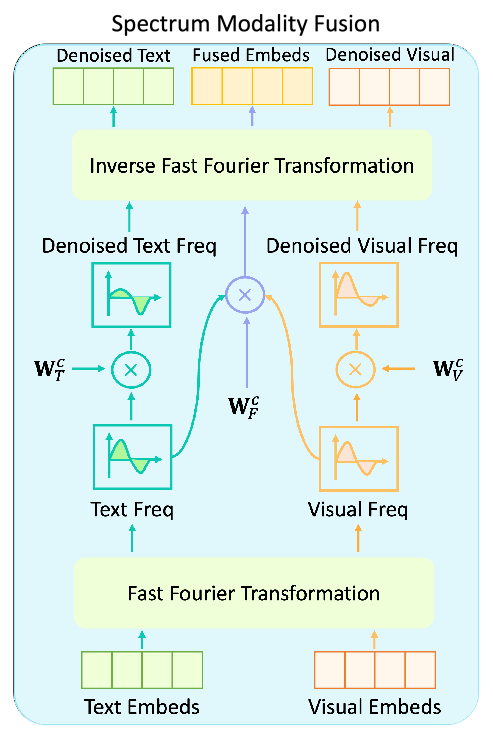 Spectrum Modality Fusion
Denoised Text Fused Embeds Denoised Visual
Inverse Fast Fourier Transformation
Denoised Text Freq Denoised Visual Freq
×
× ×
W_T^c W_V^c
W_F^c
Text Freq Visual Freq
Fast Fourier Transformation
Text Embeds Visual Embeds